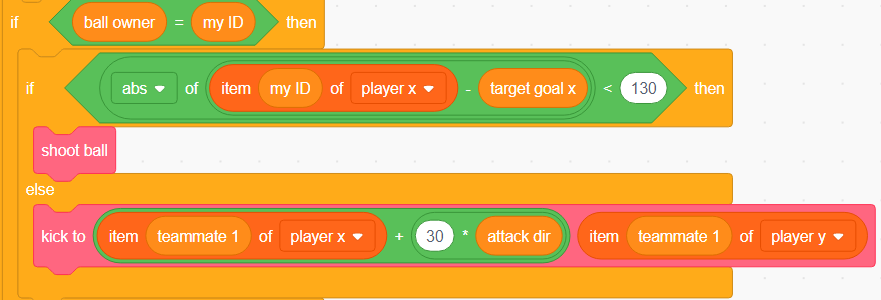 if ball owner = my ID then
if abs of item my ID of player x - target goal x < 130 then
shoot ball
else
kick to item teammate 1 of player x + 30 * attack dir item teammate 1 of player y